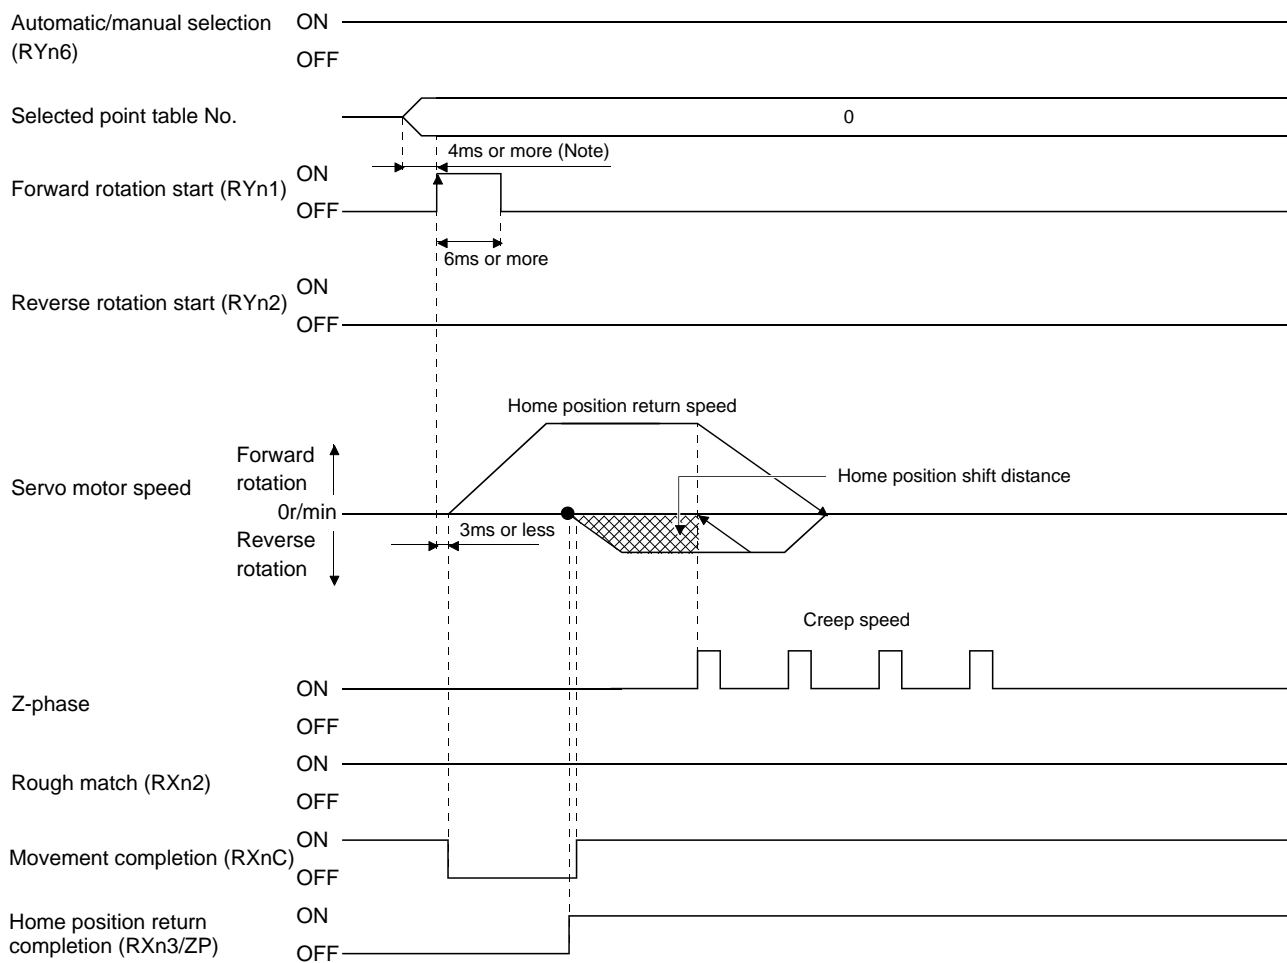 Automatic/manual selection
(RYn6)
ON
OFF
Selected point table No.
0
4ms or more (Note)
Forward rotation start (RYn1)
ON
OFF
6ms or more
Reverse rotation start (RYn2)
ON
OFF
Home position return speed
Servo motor speed
Forward
rotation
0r/min
Reverse
rotation
Home position shift distance
3ms or less
Creep speed
Z-phase
ON
OFF
Rough match (RXn2)
ON
OFF
Movement completion (RXnC)
ON
OFF
Home position return
completion (RXn3/ZP)
ON
OFF